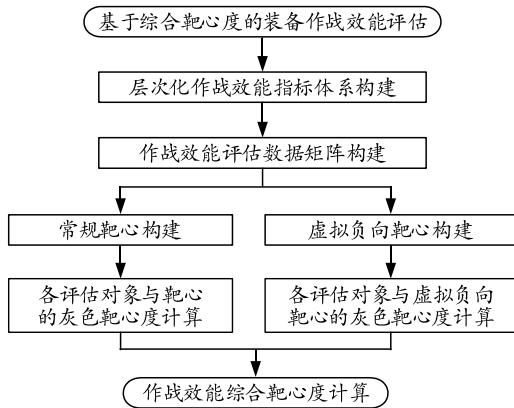 基于综合靶心度的装备作战效能评估
层次化作战效能指标体系构建
作战效能评估数据矩阵构建
常规靶心构建
虚拟负向靶心构建
各评估对象与靶心
的灰色靶心度计算
各评估对象与虚拟负向
靶心的灰色靶心度计算
作战效能综合靶心度计算